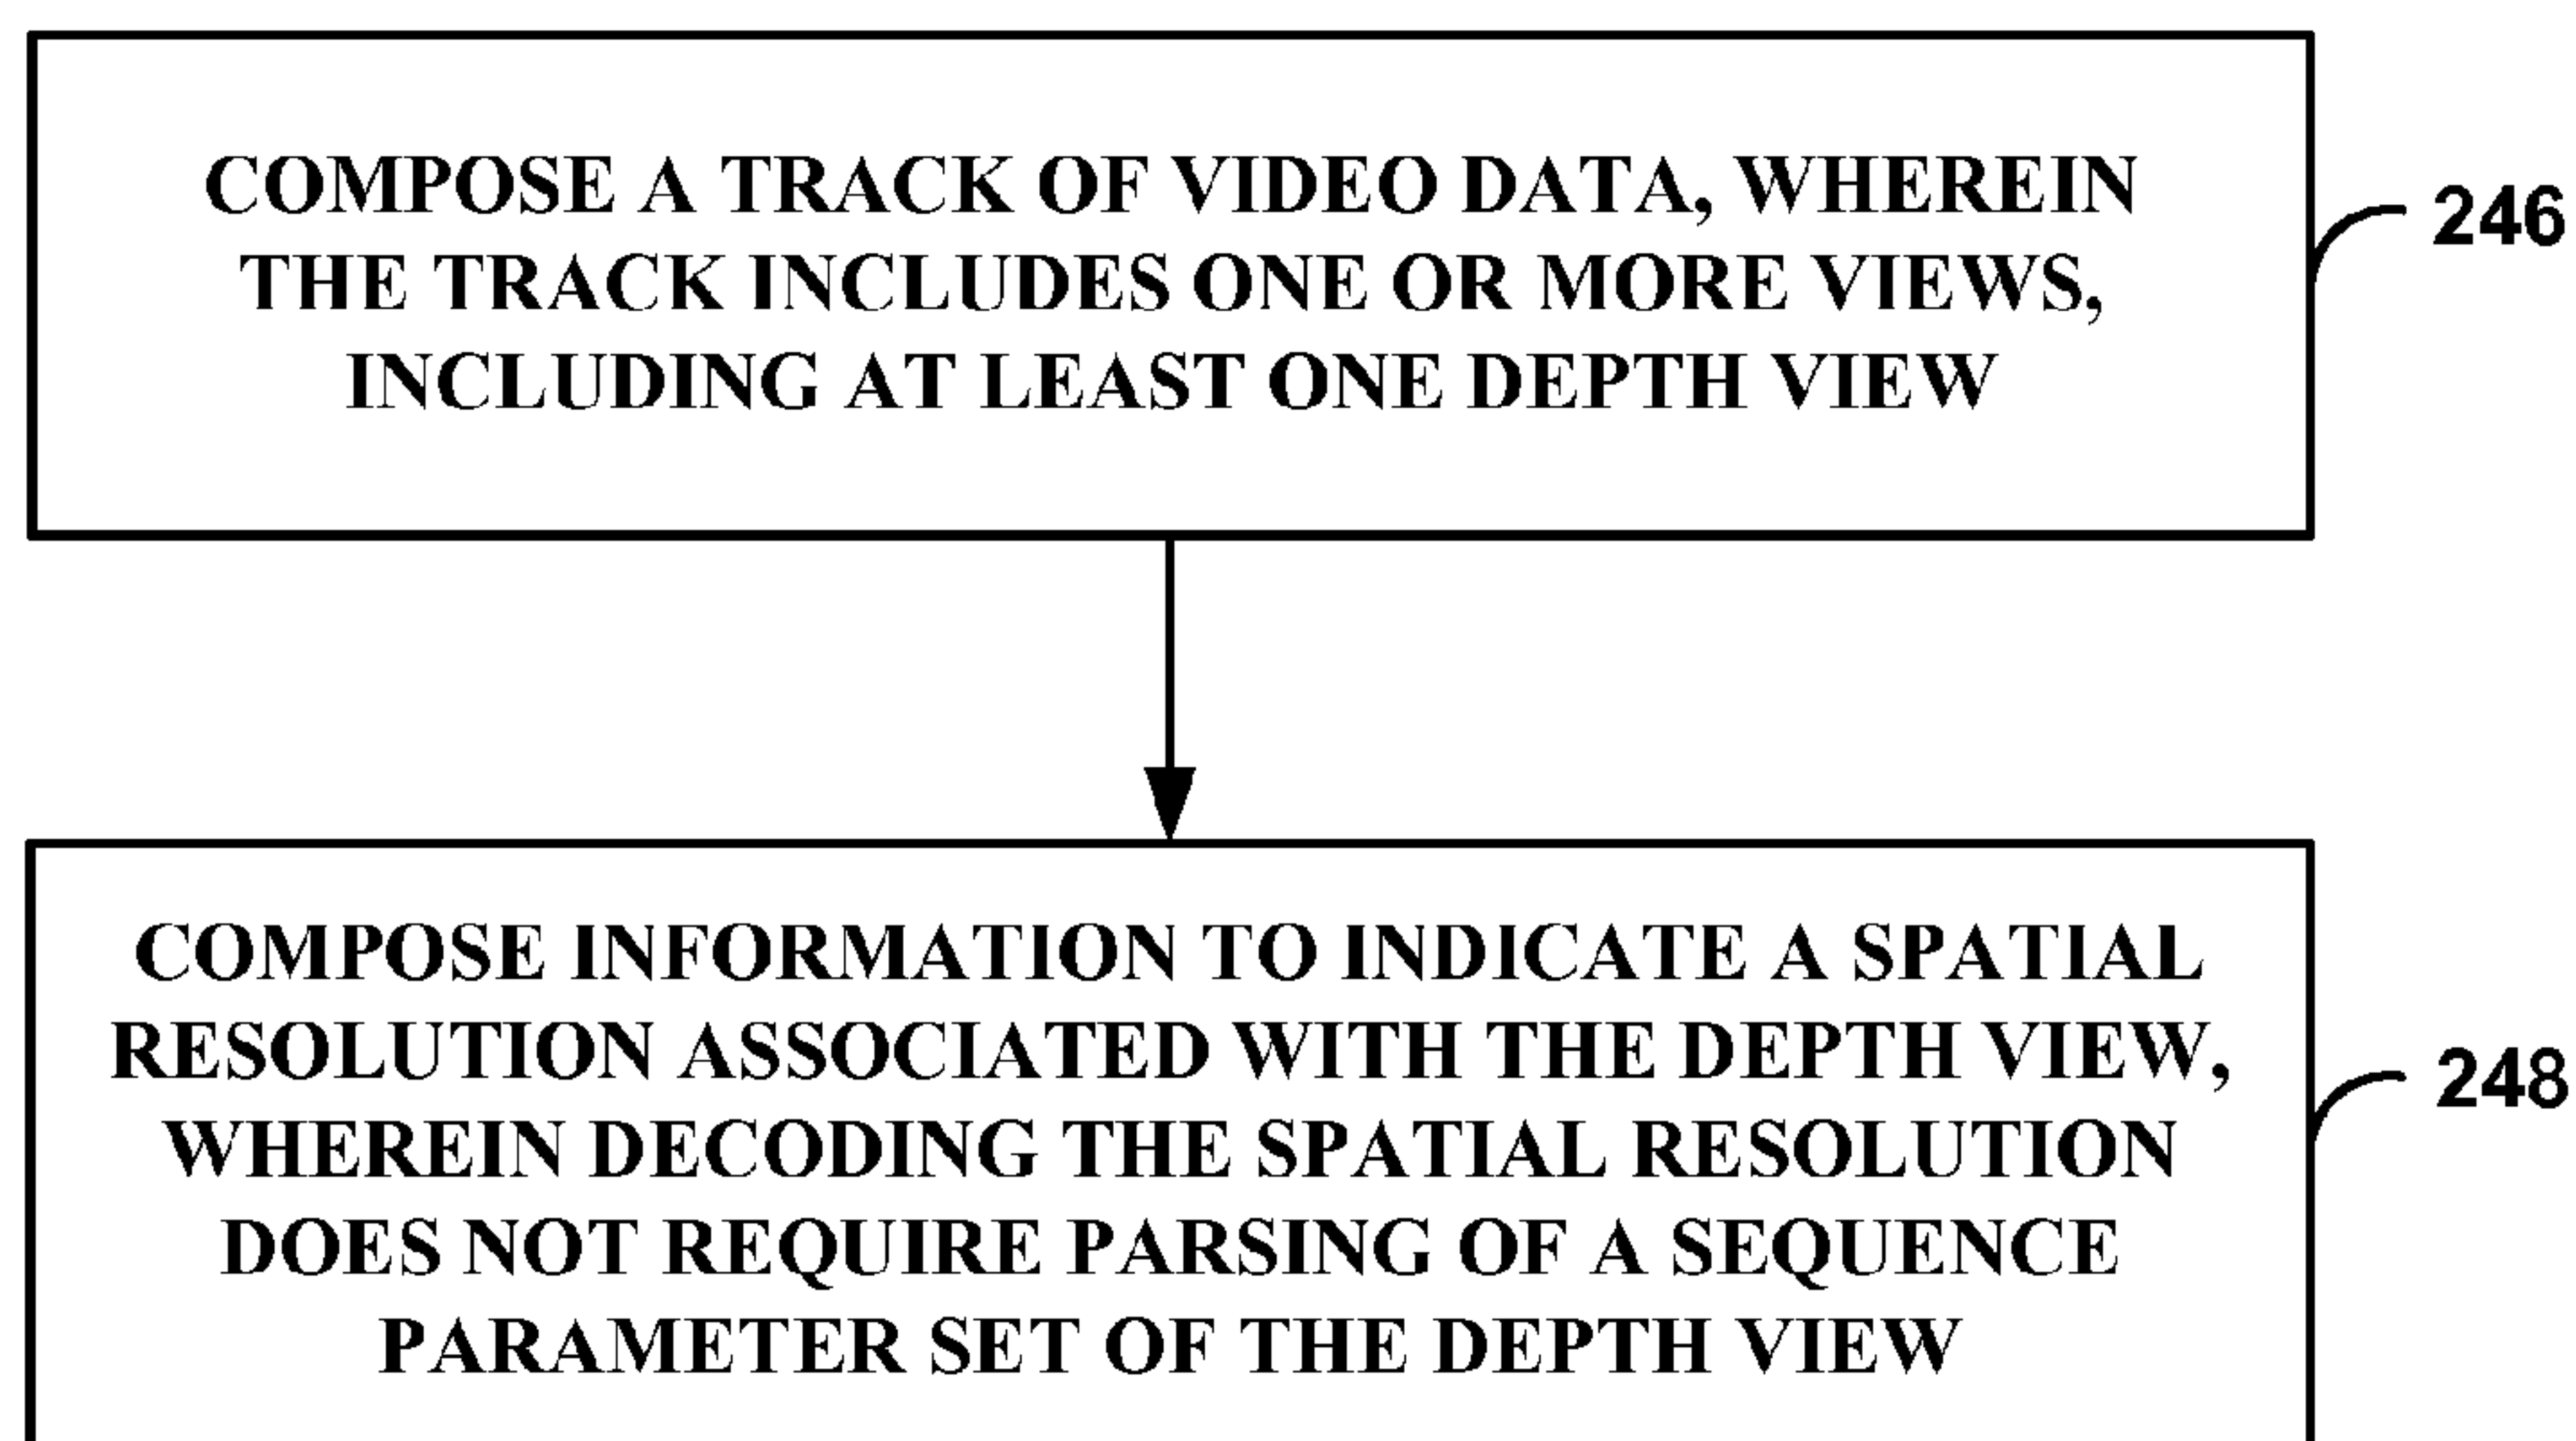 COMPOSE A TRACK OF VIDEO DATA, WHEREIN
THE TRACK INCLUDES ONE OR MORE VIEWS,
INCLUDING AT LEAST ONE DEPTH VIEW
246
COMPOSE INFORMATION TO INDICATE A SPATIAL
RESOLUTION ASSOCIATED WITH THE DEPTH VIEW,
WHEREIN DECODING THE SPATIAL RESOLUTION
DOES NOT REQUIRE PARSING OF A SEQUENCE
PARAMETER SET OF THE DEPTH VIEW
248